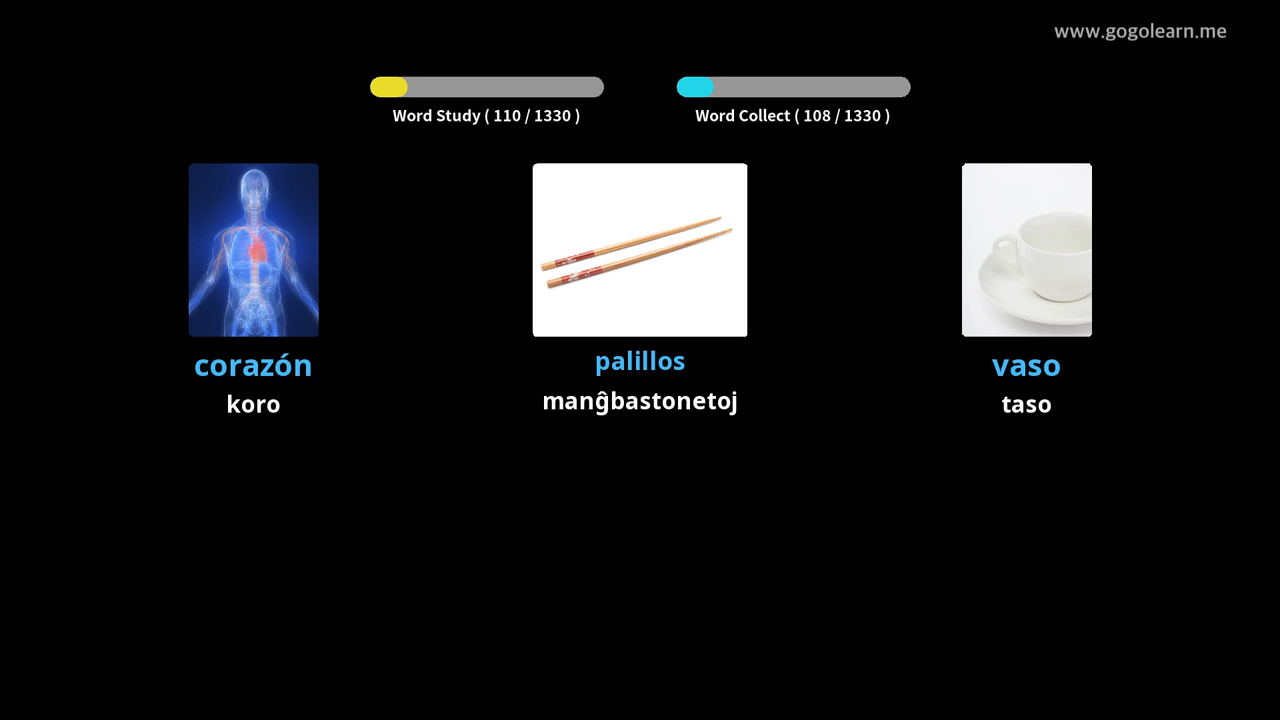 www.gogolearn.me
Word Study ( 110 / 1330 )
Word Collect ( 108 / 1330 )
corazón
koro
palillos
manĝbastonetoj
vaso
taso